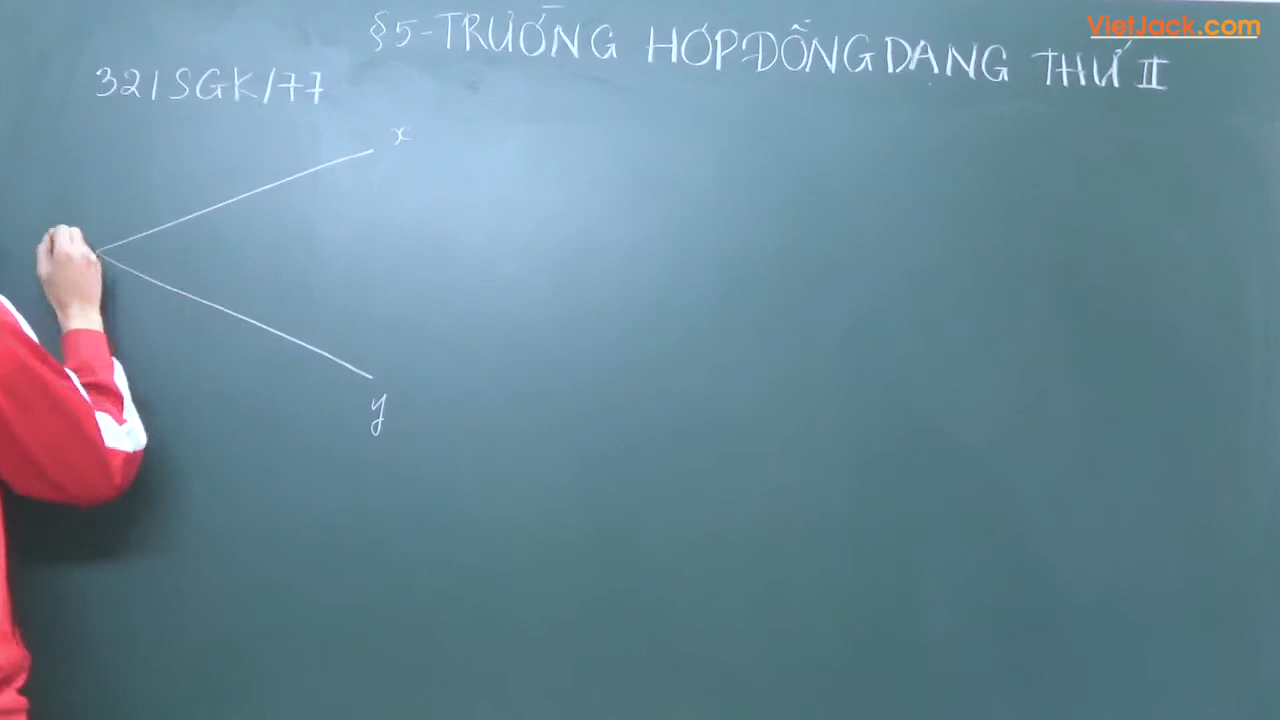 §5-TRƯỜNG HỢP ĐỒNG DẠNG THỨ II
VietJack.com
32/SGK/77
x
y